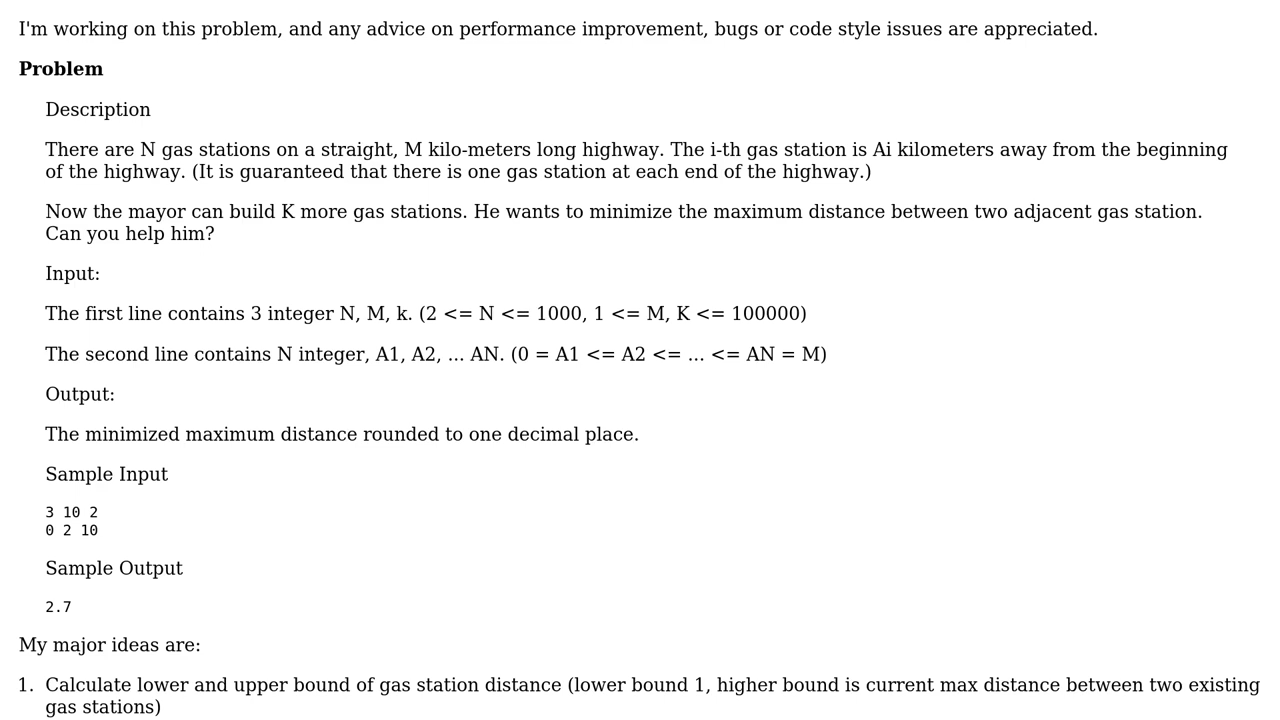 I'm working on this problem, and any advice on performance improvement, bugs or code style issues are appreciated.
Problem
Description
There are N gas stations on a straight, M kilo-meters long highway. The i-th gas station is Ai kilometers away from the beginning
of the highway. (It is guaranteed that there is one gas station at each end of the highway.)
Now the mayor can build K more gas stations. He wants to minimize the maximum distance between two adjacent gas station.
Can you help him?
Input:
The first line contains 3 integer N, M, k. (2 <= N <= 1000, 1 <= M, K <= 100000)
The second line contains N integer, A1, A2, ... AN. (0 = A1 <= A2 <= ... <= AN = M)
Output:
The minimized maximum distance rounded to one decimal place.
Sample Input
3 10 2
0 2 10
Sample Output
2.7
My major ideas are:
1. Calculate lower and upper bound of gas station distance (lower bound 1, higher bound is current max distance between two existing
gas stations)